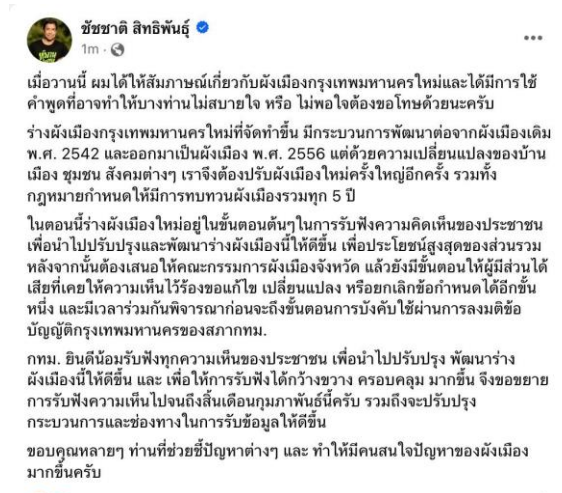 ชัชชาติ สิทธิพันธุ์
1m
เมื่อวานนี้ ผมได้ให้สัมภาษณ์เกี่ยวกับผังเมืองกรุงเทพมหานครใหม่และได้มีการใช้
คำพูดที่อาจทำให้บางท่านไม่สบายใจ หรือ ไม่พอใจต้องขอโทษด้วยนะครับ
ร่างผังเมืองกรุงเทพมหานครใหม่ที่จัดทำขึ้น มีกระบวนการพัฒนาต่อจากผังเมืองเดิม
พ.ศ. 2542 และออกมาเป็นผังเมือง พ.ศ. 2556 แต่ด้วยความเปลี่ยนแปลงของบ้าน
เมือง ชุมชน สังคมต่างๆ เราจึงต้องปรับผังเมืองใหม่ครั้งใหญ่อีกครั้ง รวมทั้ง
กฎหมายกำหนดให้มีการทบทวนผังเมืองรวมทุก 5 ปี
ในตอนนี้ร่างผังเมืองใหม่อยู่ในขั้นตอนต้นๆในการรับฟังความคิดเห็นของประชาชน
เพื่อนำไปปรับปรุงและพัฒนาร่างผังเมืองนี้ให้ดีขึ้น เพื่อประโยชน์สูงสุดของส่วนรวม
หลังจากนั้นต้องเสนอให้คณะกรรมการผังเมืองจังหวัด แล้วยังมีขั้นตอนให้ผู้มีส่วนได้
เสียที่เคยให้ความเห็นไว้ร้องขอแก้ไข เปลี่ยนแปลง หรือยกเลิกข้อกำหนดได้อีกขั้น
หนึ่ง และมีเวลาร่วมกันพิจารณาก่อนจะถึงขั้นตอนการบังคับใช้ผ่านการลงมติข้อ
บัญญัติกรุงเทพมหานครของสภากทม.
กทม. ยินดีน้อมรับฟังทุกความเห็นของประชาชน เพื่อนำไปปรับปรุง พัฒนาร่าง
ผังเมืองนี้ให้ดีขึ้น และ เพื่อให้การรับฟังได้กว้างขวาง ครอบคลุม มากขึ้น จึงขอขยาย
การรับฟังความเห็นไปจนถึงสิ้นเดือนกุมภาพันธ์นี้ครับ รวมถึงจะปรับปรุง
กระบวนการและช่องทางในการรับข้อมูลให้ดีขึ้น
ขอบคุณหลายๆ ท่านที่ช่วยชี้ปัญหาต่างๆ และ ทำให้มีคนสนใจปัญหาของผังเมือง
มากขึ้นครับ